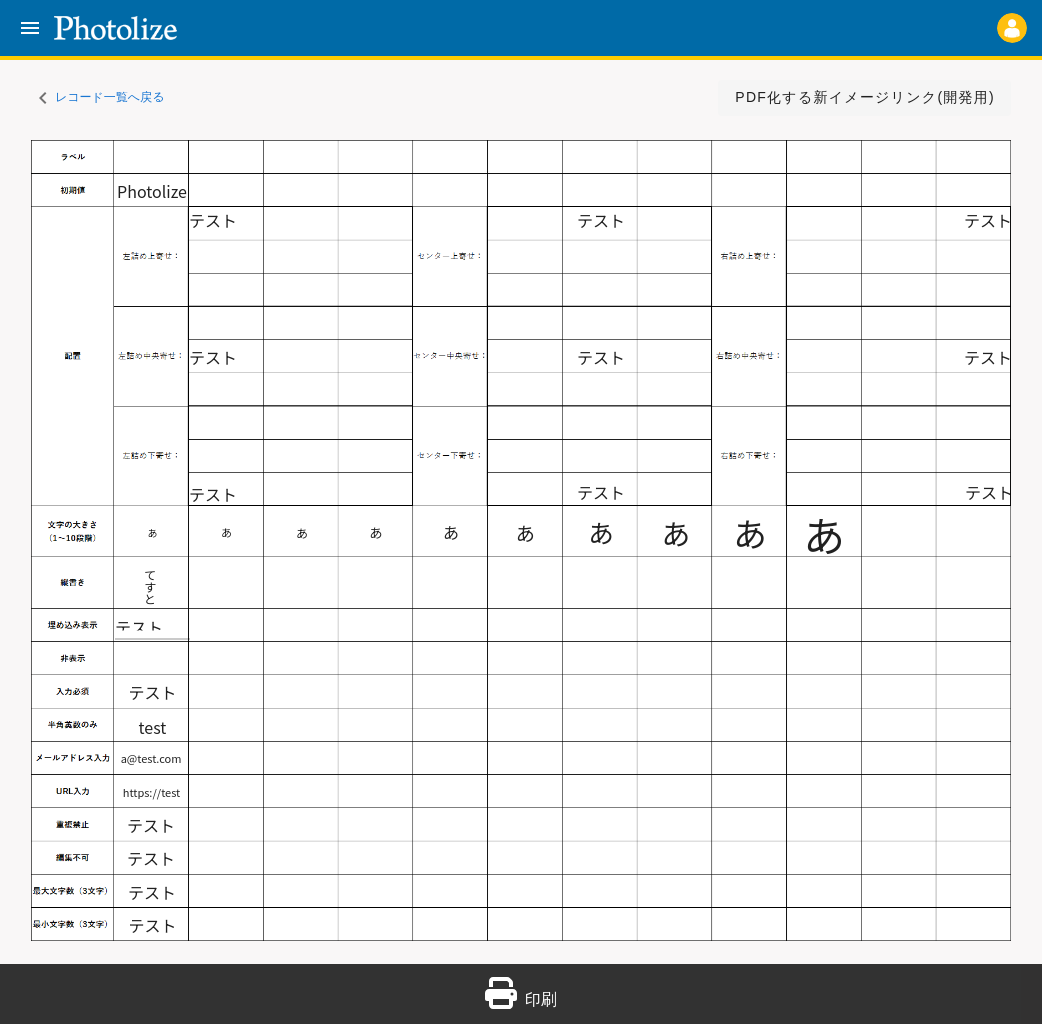 Photolize
レコード一覧へ戻る
PDF化する新イメージリンク(開発用)
ラベル
初期値 Photolize
テスト テスト テスト
左詰め上寄せ： センター上寄せ： 右詰め上寄せ：
配置 左詰め中央寄せ： テスト センター中央寄せ： テスト 右詰め中央寄せ： テスト
左詰め下寄せ： センター下寄せ： 右詰め下寄せ：
テスト テスト テスト
文字の大きさ
（1〜10段階）
あ あ あ あ あ あ あ あ あ あ
縦書き てすと
埋め込み表示 テスト
非表示
入力必須 テスト
半角英数のみ test
メールアドレス入力 a@test.com
URL入力 https://test
重複禁止 テスト
編集不可 テスト
最大文字数（3文字） テスト
最小文字数（3文字） テスト
印刷